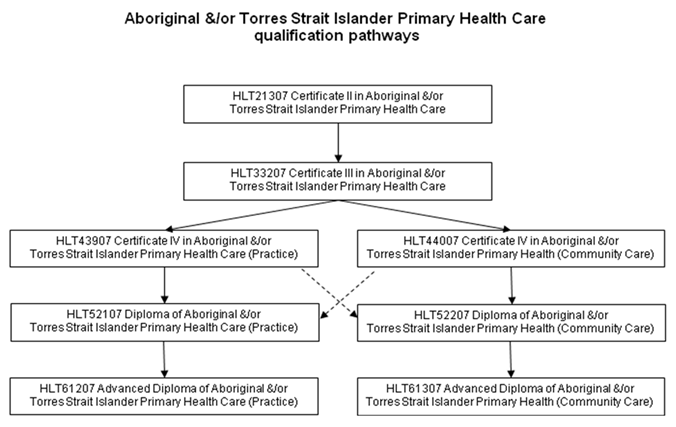 Aboriginal &/or Torres Strait Islander Primary Health Care
qualification pathways
HLT21307 Certificate II in Aboriginal &/or
Torres Strait Islander Primary Health Care
HLT33207 Certificate III in Aboriginal &/or
Torres Strait Islander Primary Health Care
HLT43907 Certificate IV in Aboriginal &/or
Torres Strait Islander Primary Health Care (Practice)
HLT44007 Certificate IV in Aboriginal &/or
Torres Strait Islander Primary Health (Community Care)
HLT52107 Diploma of Aboriginal &/or
Torres Strait Islander Primary Health Care (Practice)
HLT52207 Diploma of Aboriginal &/or
Torres Strait Islander Primary Health (Community Care)
HLT61207 Advanced Diploma of Aboriginal &/or
Torres Strait Islander Primary Health Care (Practice)
HLT61307 Advanced Diploma of Aboriginal &/or
Torres Strait Islander Primary Health (Community Care)